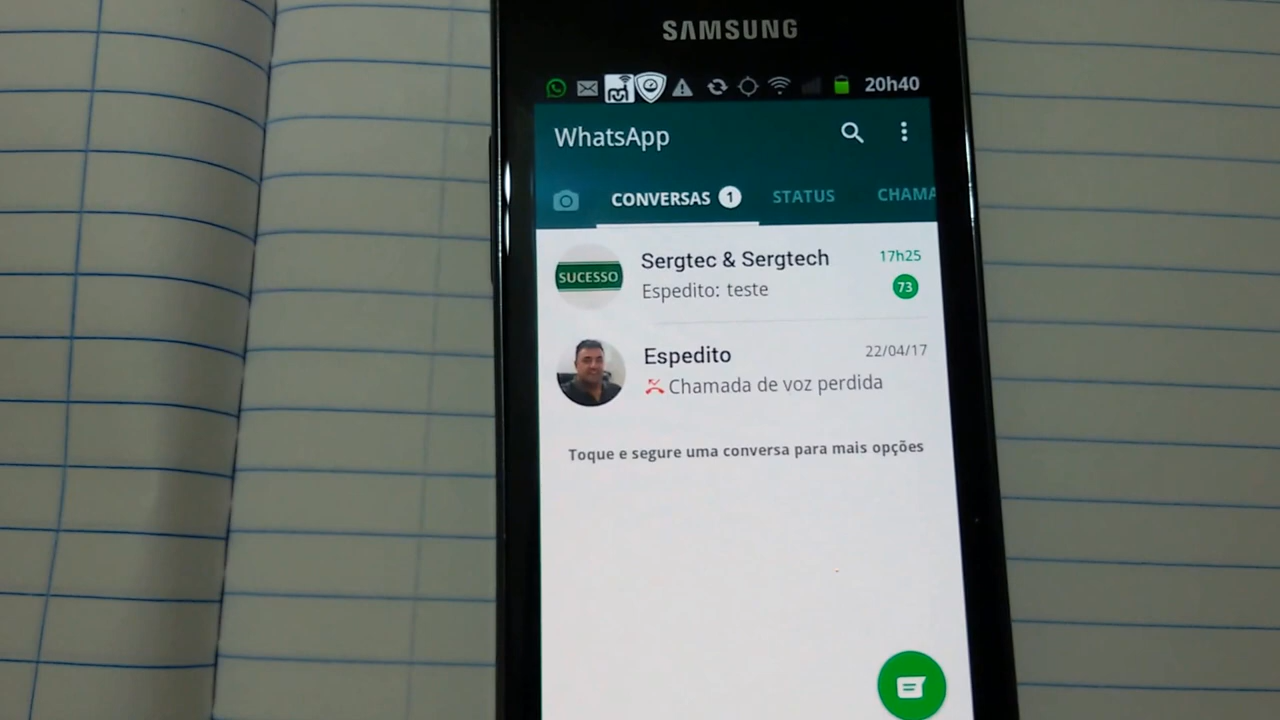 SAMSUNG
20h40
WhatsApp
CONVERSAS 1 STATUS CHAMA
SUCESSO
Sergtec & Sergtech 17h25
Espedito: teste 73
Espedito 22/04/17
Chamada de voz perdida
Toque e segure uma conversa para mais opções